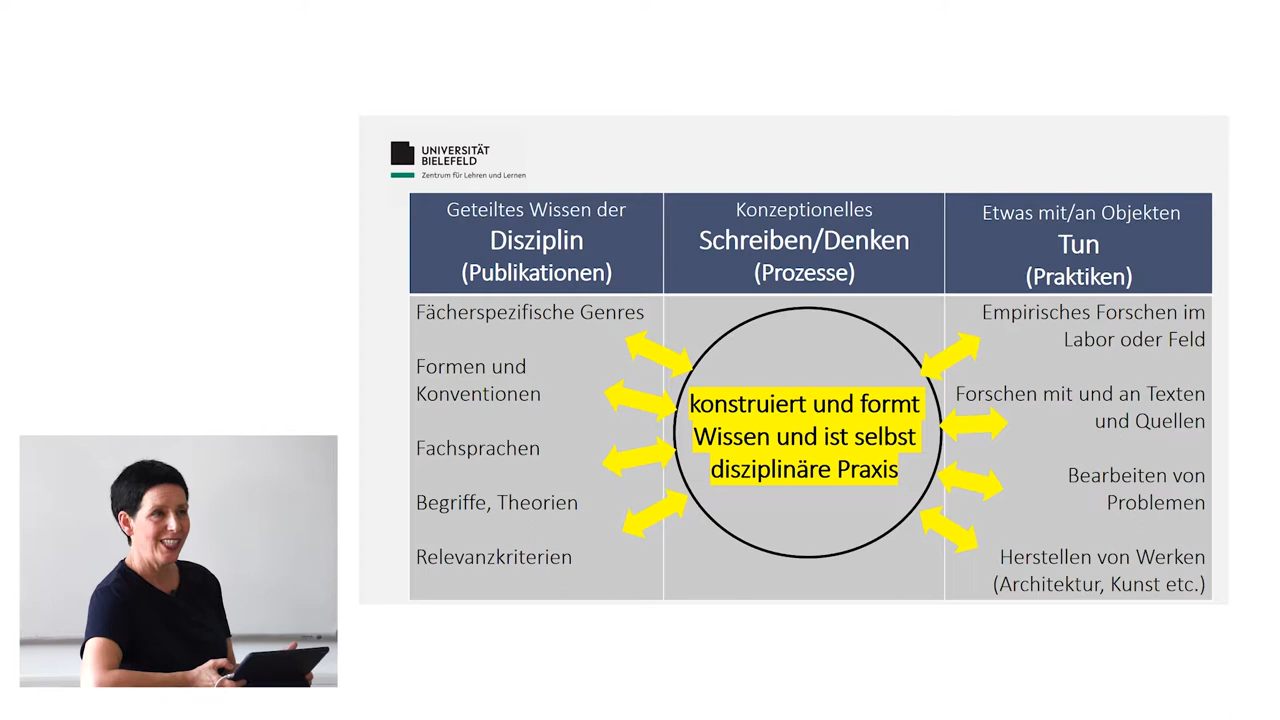 UNIVERSITÄT
BIELEFELD
Zentrum für Lehren und Lernen
Geteiltes Wissen der
Disziplin
(Publikationen)
Konzeptionelles
Schreiben/Denken
(Prozesse)
Etwas mit/an Objekten
Tun
(Praktiken)
Fächerspezifische Genres
Formen und
Konventionen
Fachsprachen
Begriffe, Theorien
Relevanzkriterien
konstruiert und formt
Wissen und ist selbst
disziplinäre Praxis
Empirisches Forschen im
Labor oder Feld
Forschen mit und an Texten
und Quellen
Bearbeiten von
Problemen
Herstellen von Werken
(Architektur, Kunst etc.)